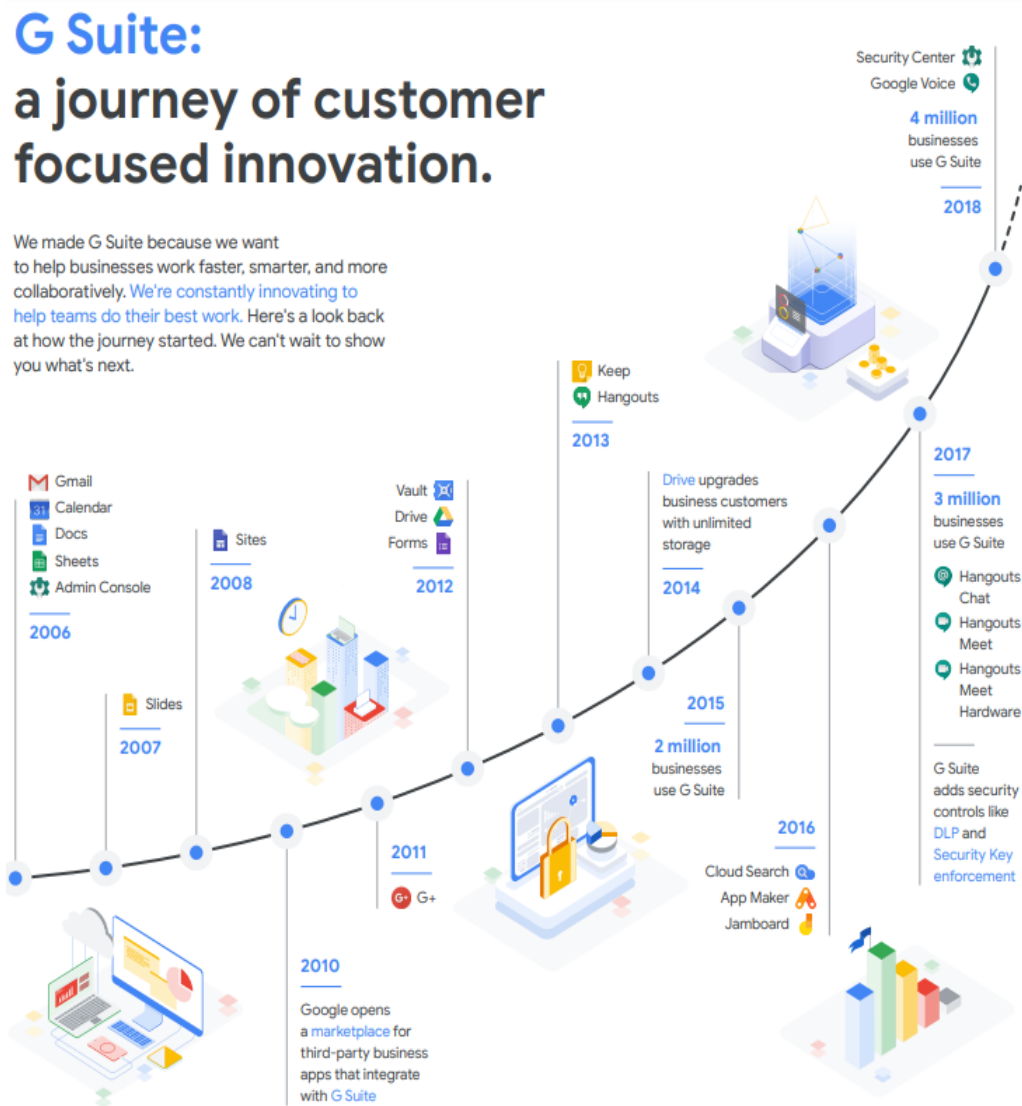 G Suite:
a journey of customer
focused innovation.
We made G Suite because we want
to help businesses work faster, smarter, and more
collaboratively. We're constantly innovating to
help teams do their best work. Here's a look back
at how the journey started. We can't wait to show
you what's next.
Gmail
31
Calendar
Docs
Sheets
Admin Console
2006
Slides
2007
Sites
2008
2010
Google opens
a marketplace for
third-party business
apps that integrate
with G Suite
2011
G+ G+
Vault
Drive
Forms
2012
Keep
Hangouts
2013
Drive upgrades
business customers
with unlimited
storage
2014
2015
2 million
businesses
use G Suite
2016
Cloud Search
App Maker
Jamboard
2017
3 million
businesses
use G Suite
Hangouts
Chat
Hangouts
Meet
Hangouts
Meet
Hardware
G Suite
adds security
controls like
DLP and
Security Key
enforcement
Security Center
Google Voice
4 million
businesses
use G Suite
2018